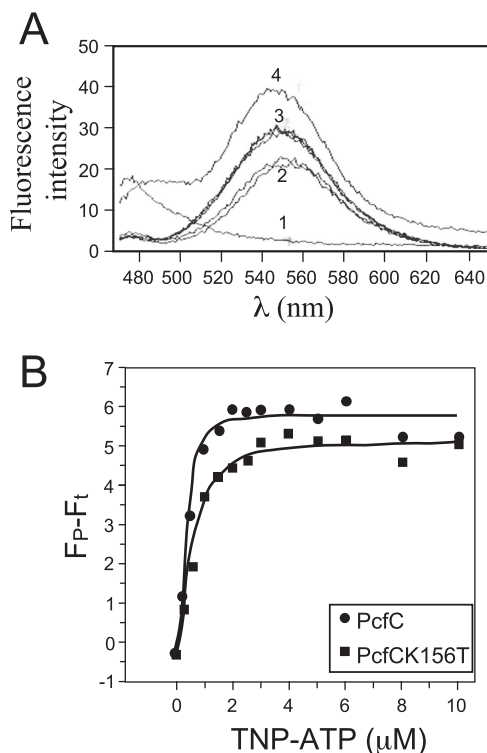 A
50
40
30
20
10
0
Fluorescence
intensity
4
3
2
1
480 500 520 540 560 580 600 620 640
λ (nm)
B
7
6
5
4
3
2
1
0
-1
FP-Ft
PcfC
PcfCK156T
0 2 4 6 8 10
TNP-ATP (μM)